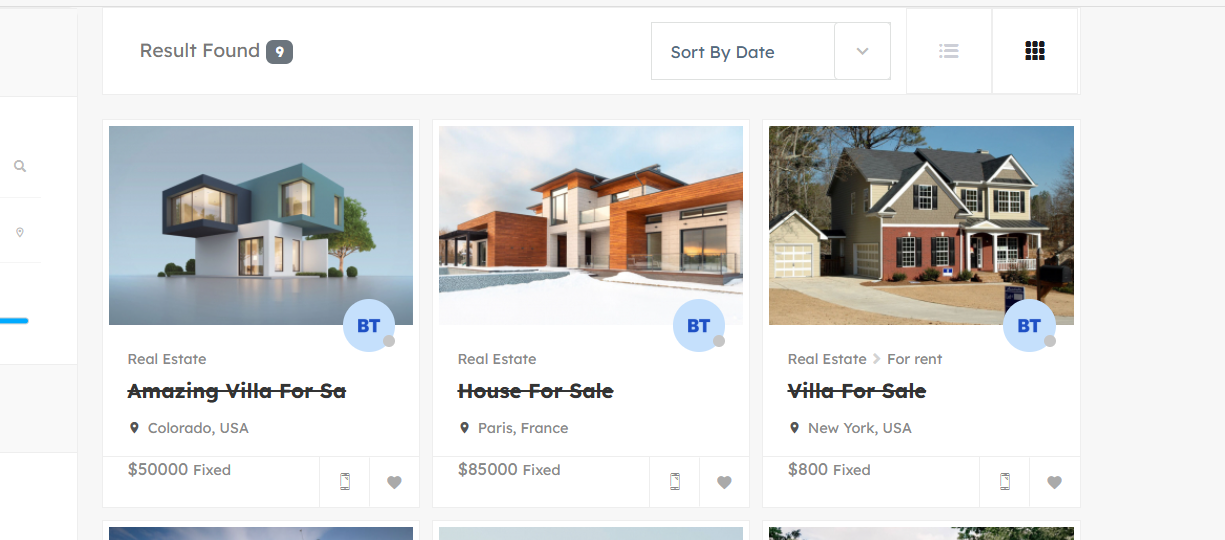 Result Found 9
Sort By Date
BT
BT
BT
Real Estate
Real Estate
Real Estate > For rent
Amazing Villa For Sa
House For Sale
Villa For Sale
Colorado, USA
Paris, France
New York, USA
$50000 Fixed
$85000 Fixed
$800 Fixed